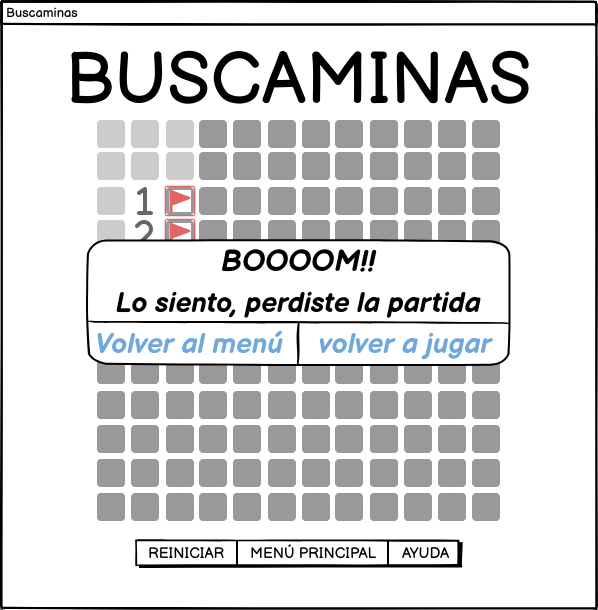 Buscaminas
BUSCAMINAS
1
2
BOOOOM!!
Lo siento, perdiste la partida
Volver al menú volver a jugar
REINICIAR MENÚ PRINCIPAL AYUDA